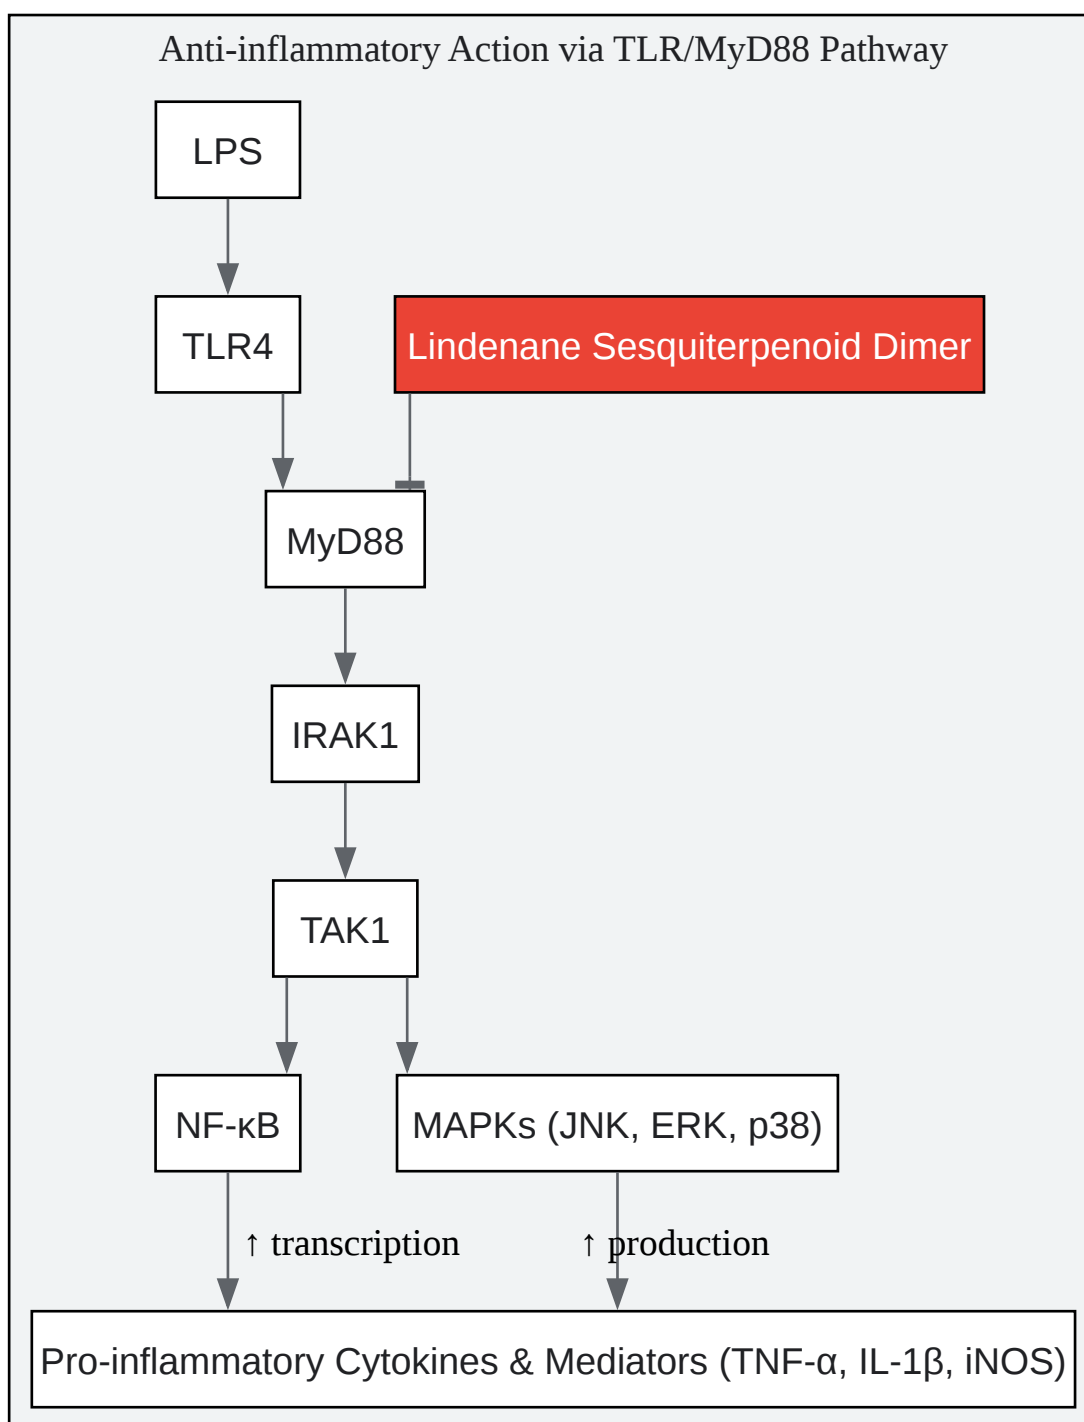 Anti-inflammatory Action via TLR/MyD88 Pathway
LPS
TLR4
Lindenane Sesquiterpenoid Dimer
MyD88
IRAK1
TAK1
NF-κB
MAPKs (JNK, ERK, p38)
↑ transcription
↑ production
Pro-inflammatory Cytokines & Mediators (TNF-α, IL-1β, iNOS)